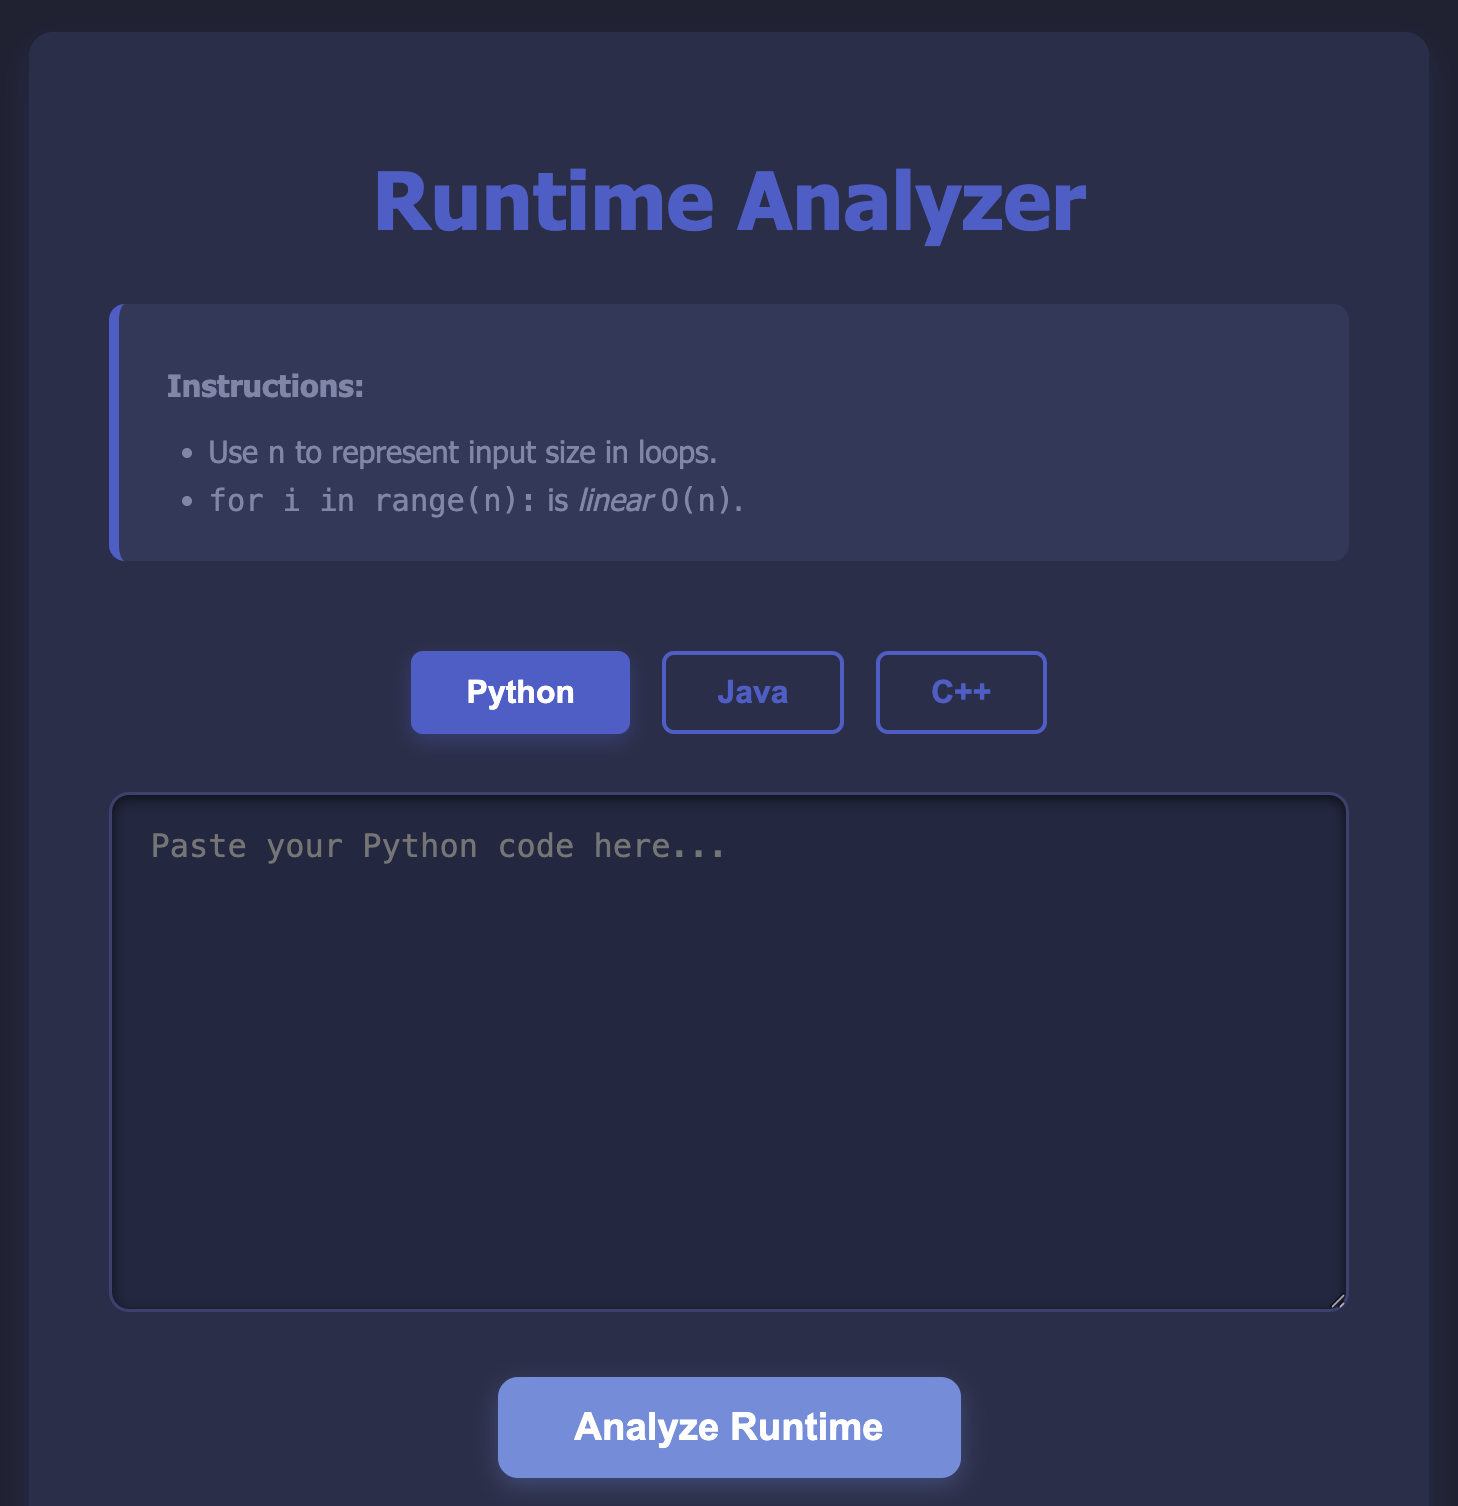 Runtime Analyzer
Instructions:
• Use n to represent input size in loops.
• for i in range(n): is linear O(n).
Python Java C++
Paste your Python code here...
Analyze Runtime